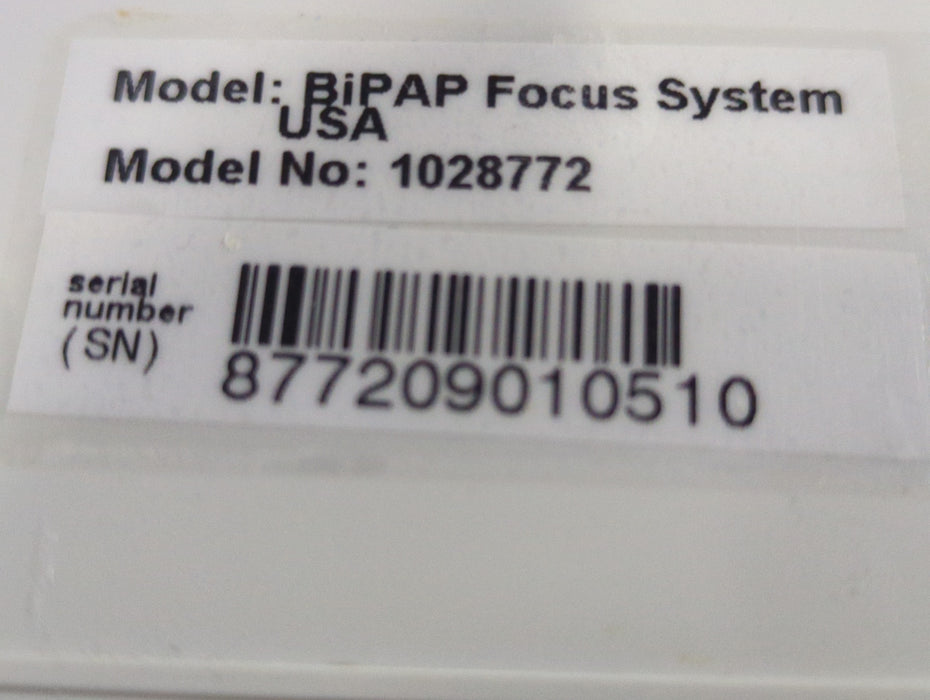 Model: BiPAP Focus System
USA
Model No: 1028772
serial
number
(SN)
877209010510